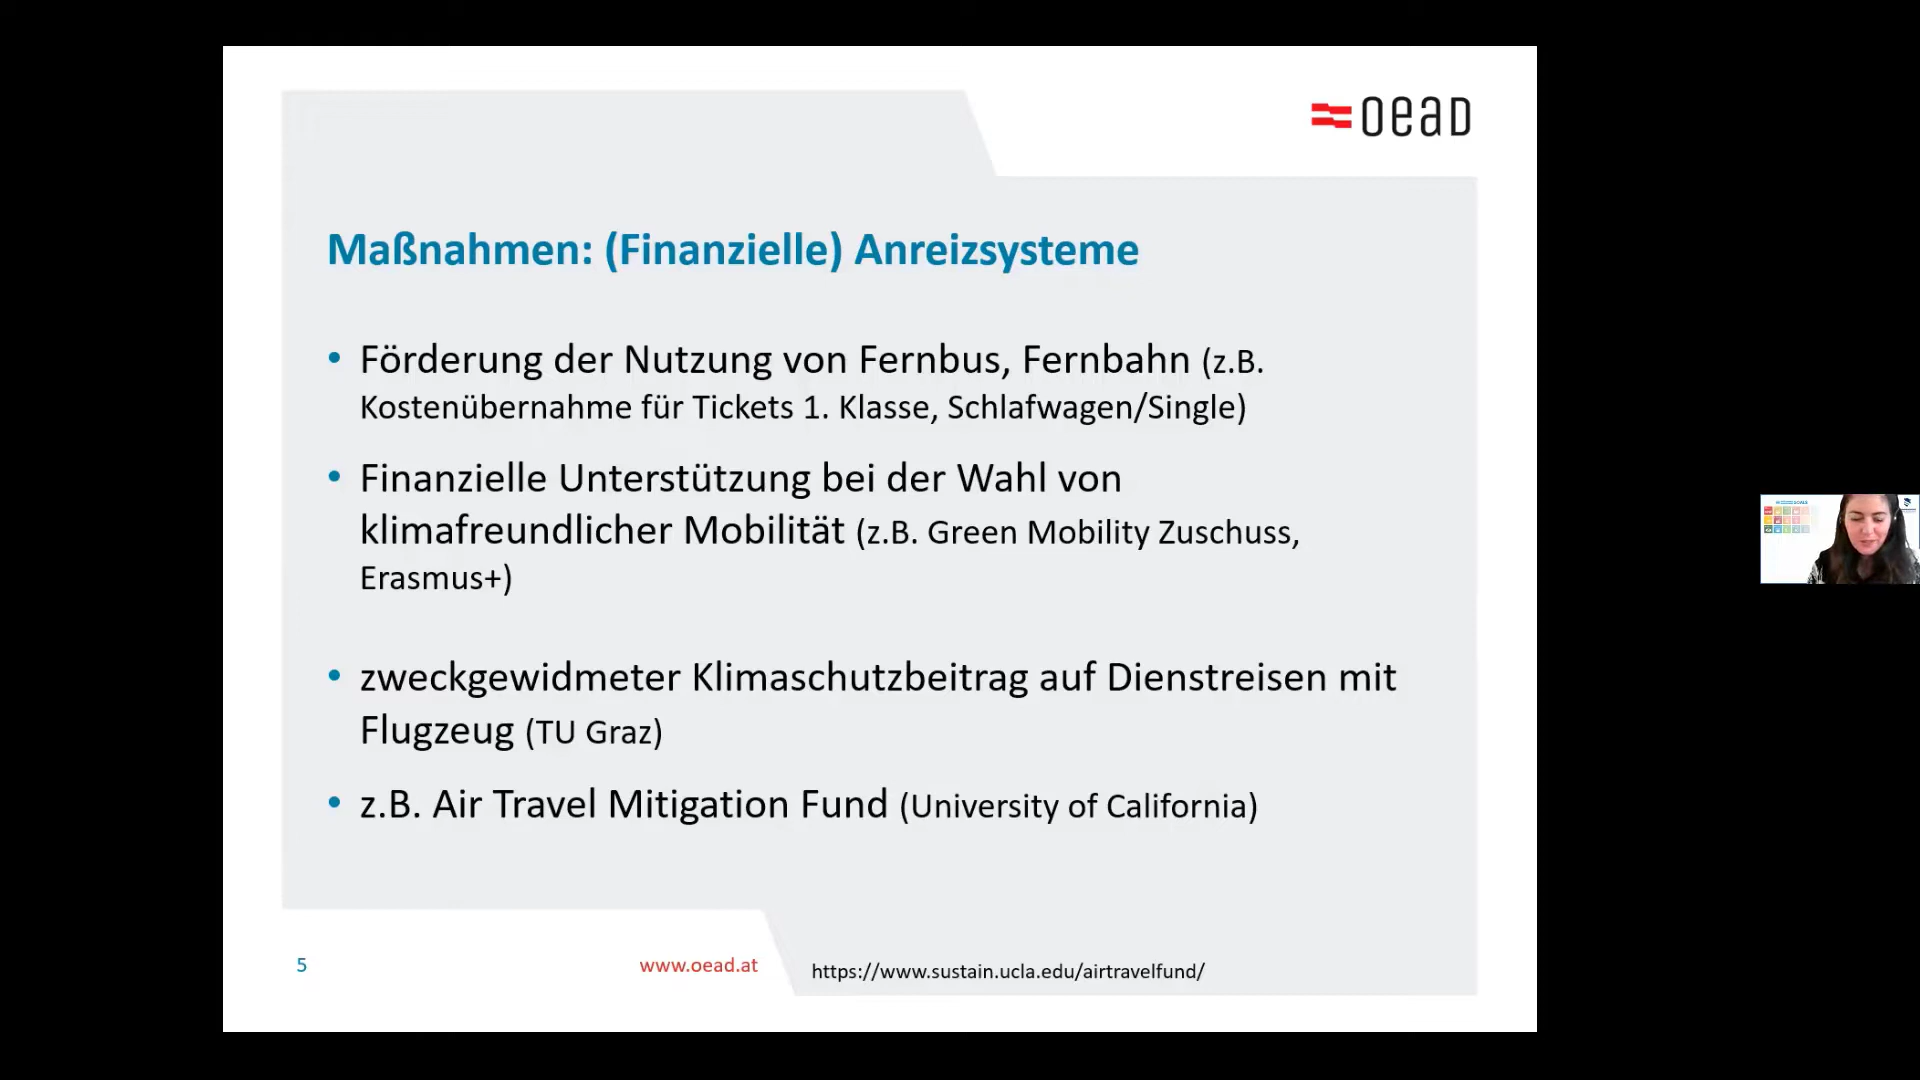 oead
Maßnahmen: (Finanzielle) Anreizsysteme
• Förderung der Nutzung von Fernbus, Fernbahn (z.B.
Kostenübernahme für Tickets 1. Klasse, Schlafwagen/Single)
• Finanzielle Unterstützung bei der Wahl von
klimafreundlicher Mobilität (z.B. Green Mobility Zuschuss,
Erasmus+)
• zweckgewidmeter Klimaschutzbeitrag auf Dienstreisen mit
Flugzeug (TU Graz)
• z.B. Air Travel Mitigation Fund (University of California)
5
www.oead.at
https://www.sustain.ucla.edu/airtravelfund/